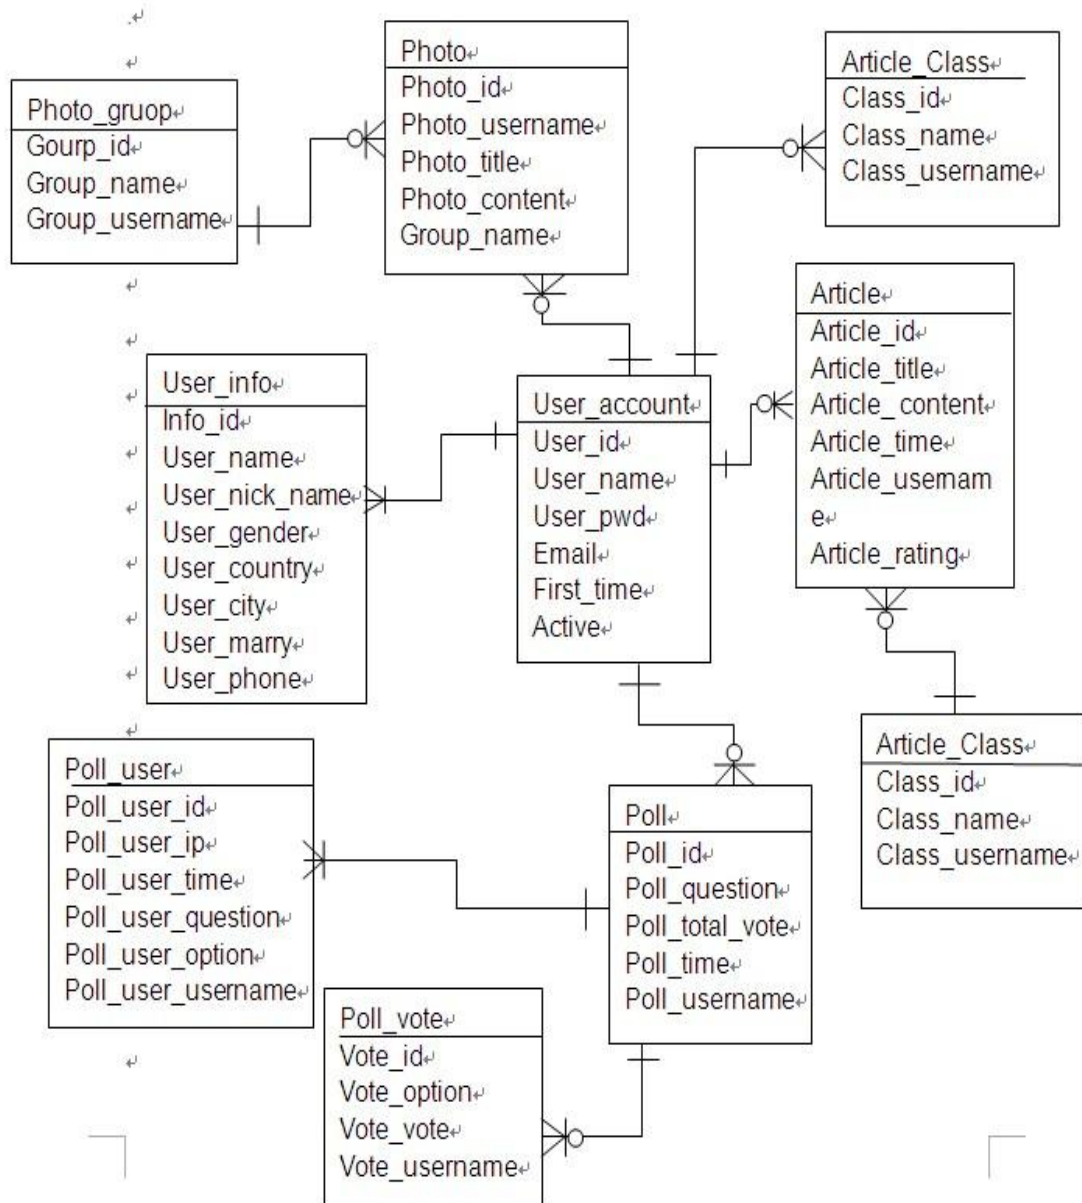 Photo_gruop
Gourp_id
Group_name
Group_username
Photo
Photo_id
Photo_username
Photo_title
Photo_content
Group_name
Article_Class
Class_id
Class_name
Class_username
User_info
Info_id
User_name
User_nick_name
User_gender
User_country
User_city
User_marry
User_phone
User_account
User_id
User_name
User_pwd
Email
First_time
Active
Article
Article_id
Article_title
Article_content
Article_time
Article_usernam
e
Article_rating
Poll_user
Poll_user_id
Poll_user_ip
Poll_user_time
Poll_user_question
Poll_user_option
Poll_user_username
Poll
Poll_id
Poll_question
Poll_total_vote
Poll_time
Poll_username
Article_Class
Class_id
Class_name
Class_username
Poll_vote
Vote_id
Vote_option
Vote_vote
Vote_username